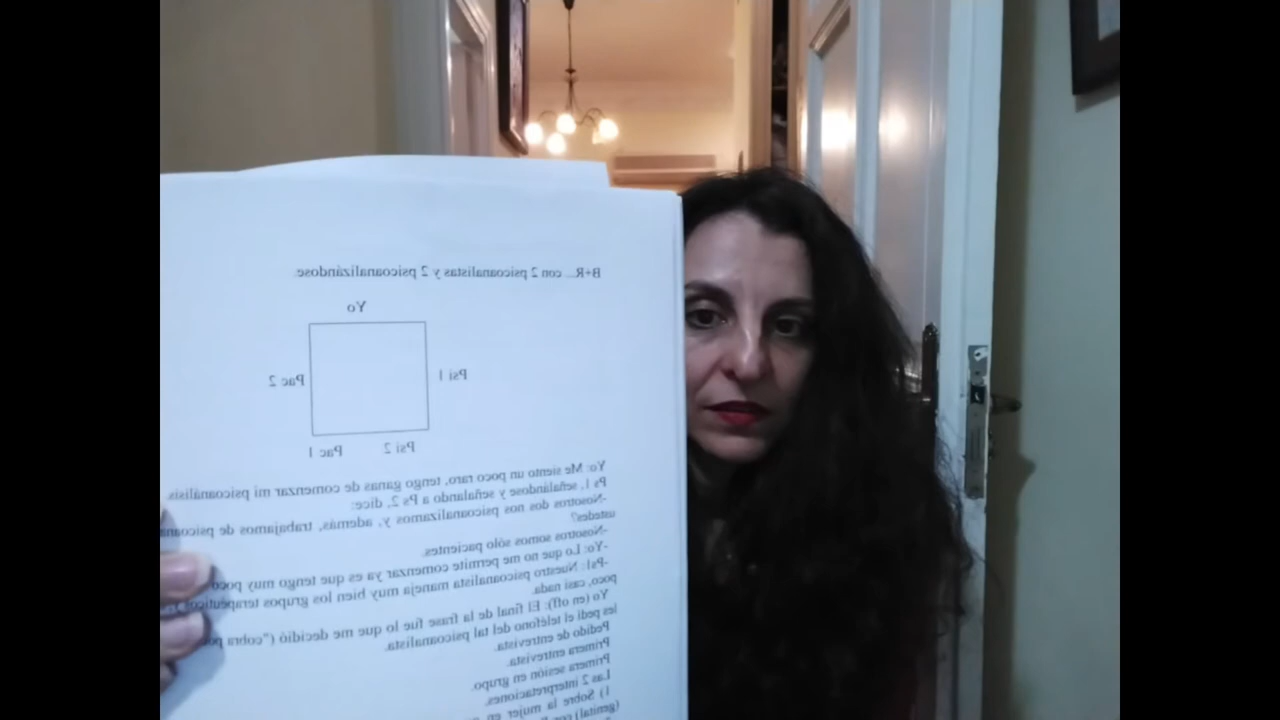 B+R... con 2 psicoanalistas y 2 psicoanalizándose.
Yo
Psi 1
Pac 2
Psi 2
Pac 1
Yo: Me siento un poco raro, tengo ganas de comenzar mi psicoanálisis.
Ps 1, señalándose y señalando a Ps 2, dice:
-Nosotros dos nos psicoanalizamos y, además, trabajamos de
ustedes?
-Nosotros somos sólo pacientes.
-Yo: Lo que no me permite comenzar ya es que tengo muy poco
-Ps1: Nuestro psicoanalista maneja muy bien los grupos terapéuticos
poco, casi nada.
Yo (en off): El final de la frase fue lo que me decidió ("cobra
les pedí el teléfono del tal psicoanalista.
Pedido de entrevista.
Primera entrevista.
Primera sesión en grupo.
Las 2 interpretaciones.
1) Sobre la mujer en
(genital) con